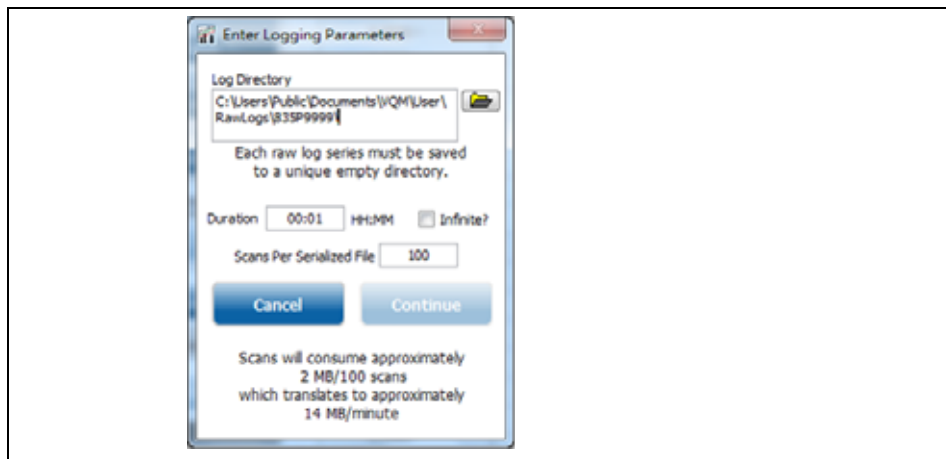 Enter Logging Parameters
Log Directory
C:\Users\Public\Documents\VQM\User\
RawLogs\835P9999\
Each raw log series must be saved
to a unique empty directory.
Duration 00:01 HH:MM Infinite?
Scans Per Serialized File 100
Cancel Continue
Scans will consume approximately
2 MB/100 scans
which translates to approximately
14 MB/minute